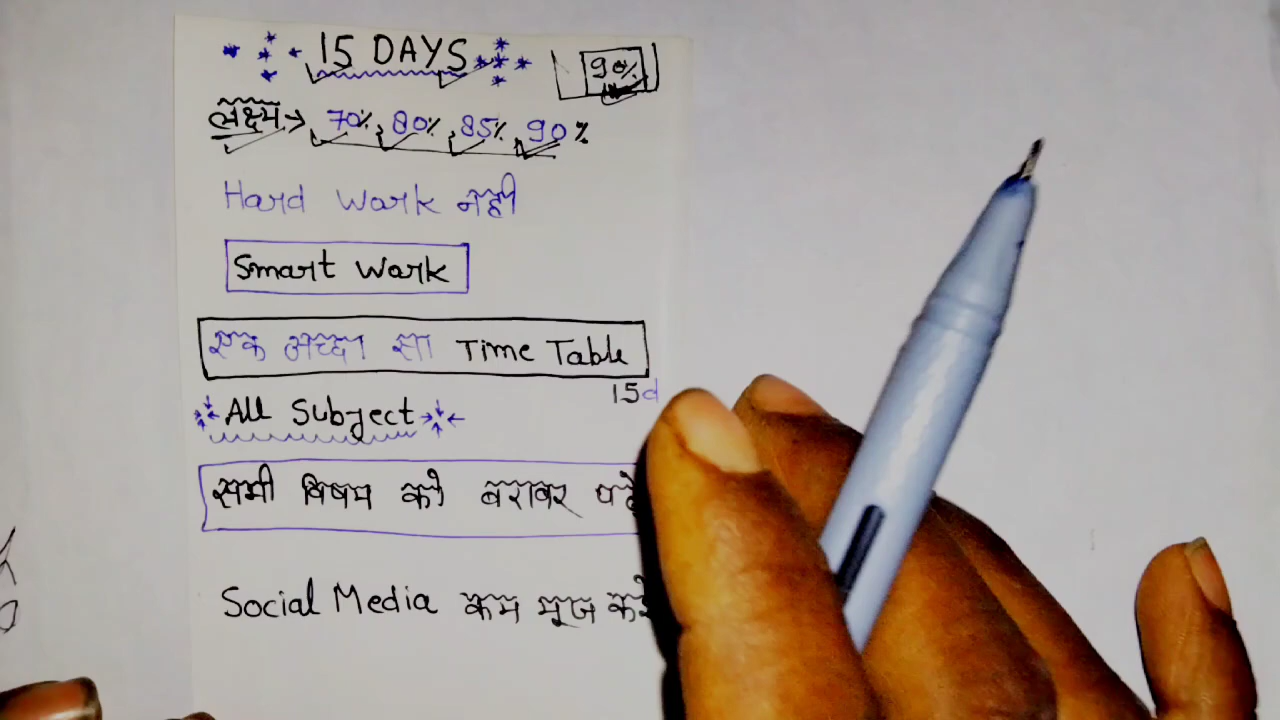 15 DAYS
90%
लक्ष्य → 70% 80% 85% 90%
Hard Work नही
Smart Work
एक अच्छा सा Time Table
15d
All Subject
सभी विषय को बराबर पढे
Social Media कम यूज करे